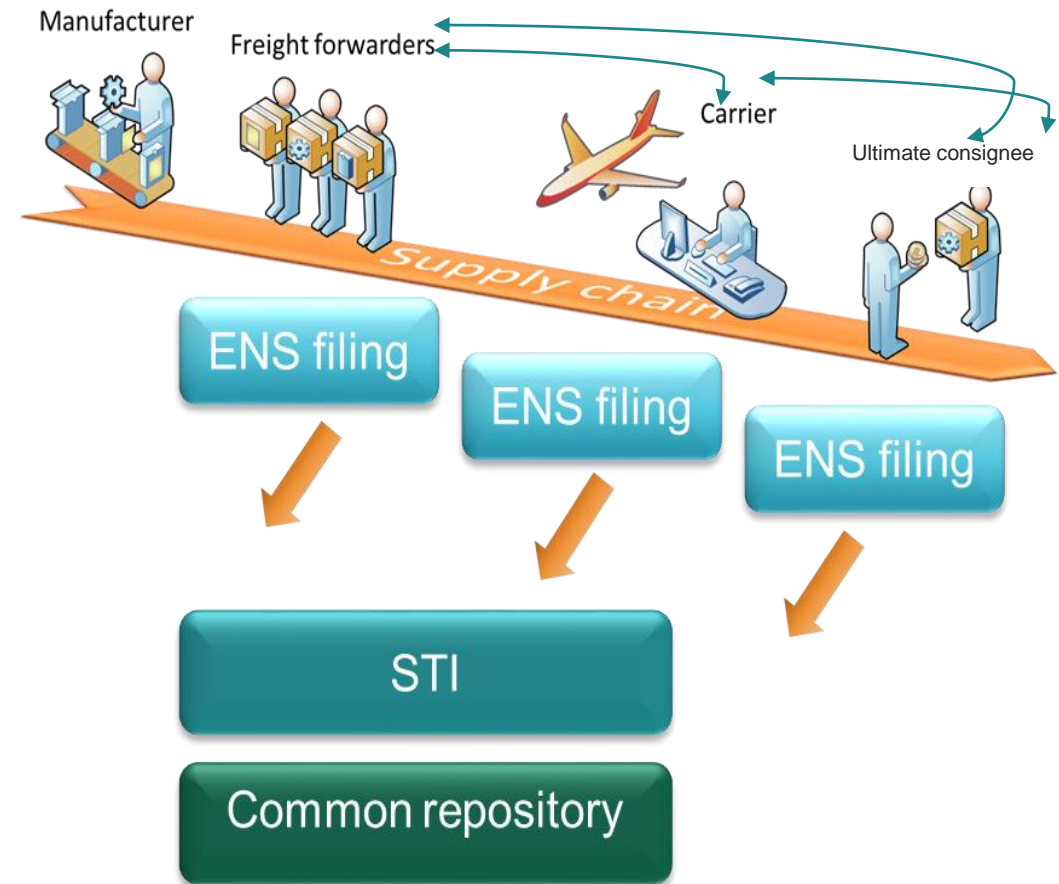 Manufacturer
Freight forwarders
Carrier
Ultimate consignee
Supply chain
ENS filing
ENS filing
ENS filing
STI
Common repository